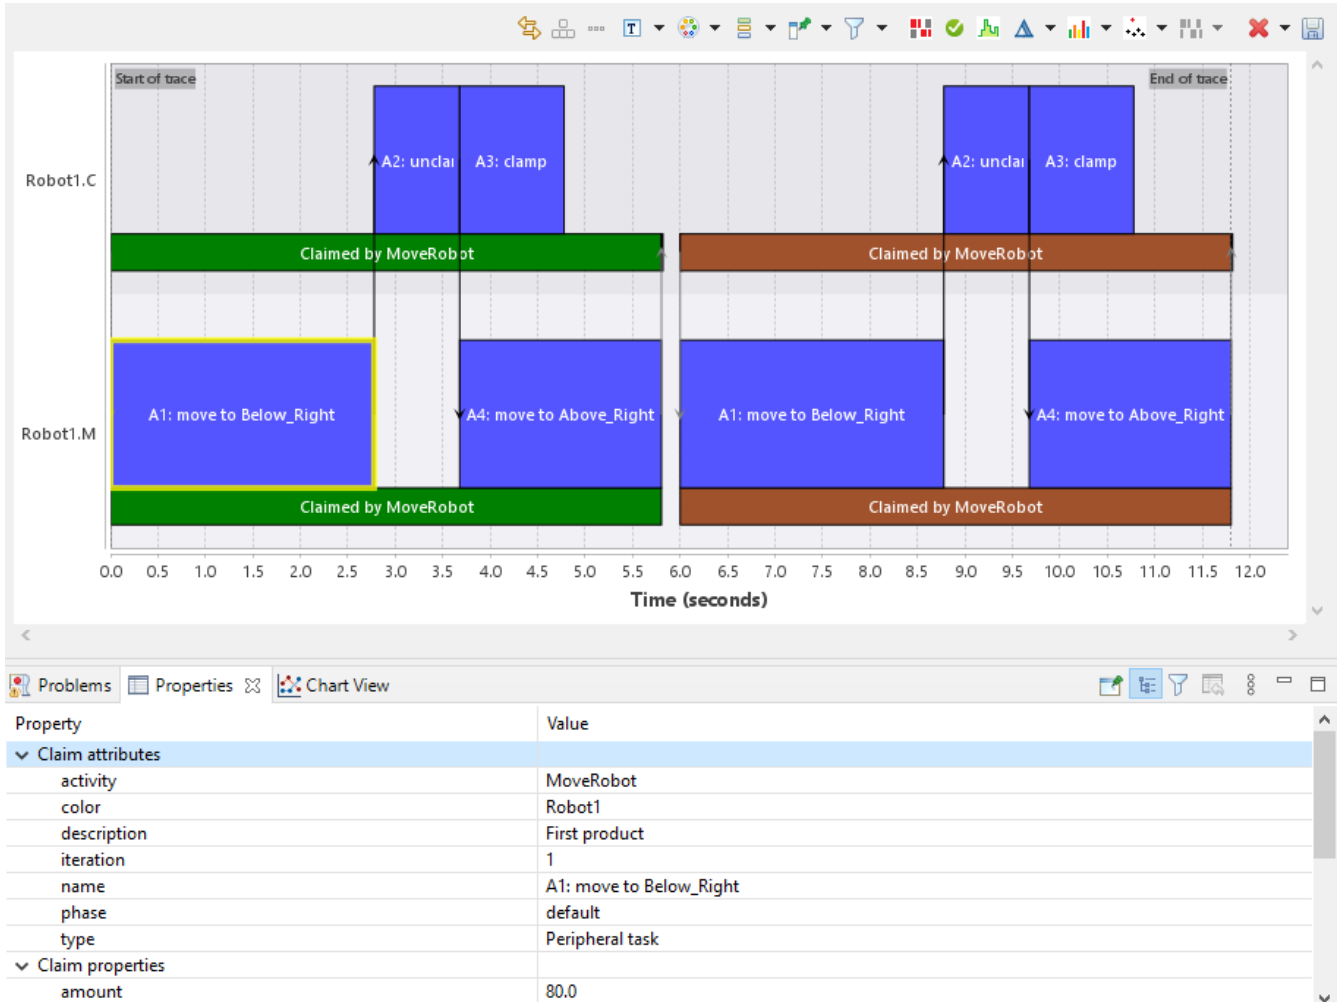 T
Start of trace
End of trace
A2: unclar
A3: clamp
A2: unclar
A3: clamp
Robot1.C
Claimed by MoveRobot
Claimed by MoveRobot
A1: move to Below_Right
A4: move to Above_Right
A1: move to Below_Right
A4: move to Above_Right
Robot1.M
Claimed by MoveRobot
Claimed by MoveRobot
0.0 0.5 1.0 1.5 2.0 2.5 3.0 3.5 4.0 4.5 5.0 5.5 6.0 6.5 7.0 7.5 8.0 8.5 9.0 9.5 10.0 10.5 11.0 11.5 12.0
Time (seconds)
Problems Properties Chart View
Property Value
Claim attributes
activity MoveRobot
color Robot1
description First product
iteration 1
name A1: move to Below_Right
phase default
type Peripheral task
Claim properties
amount 80.0